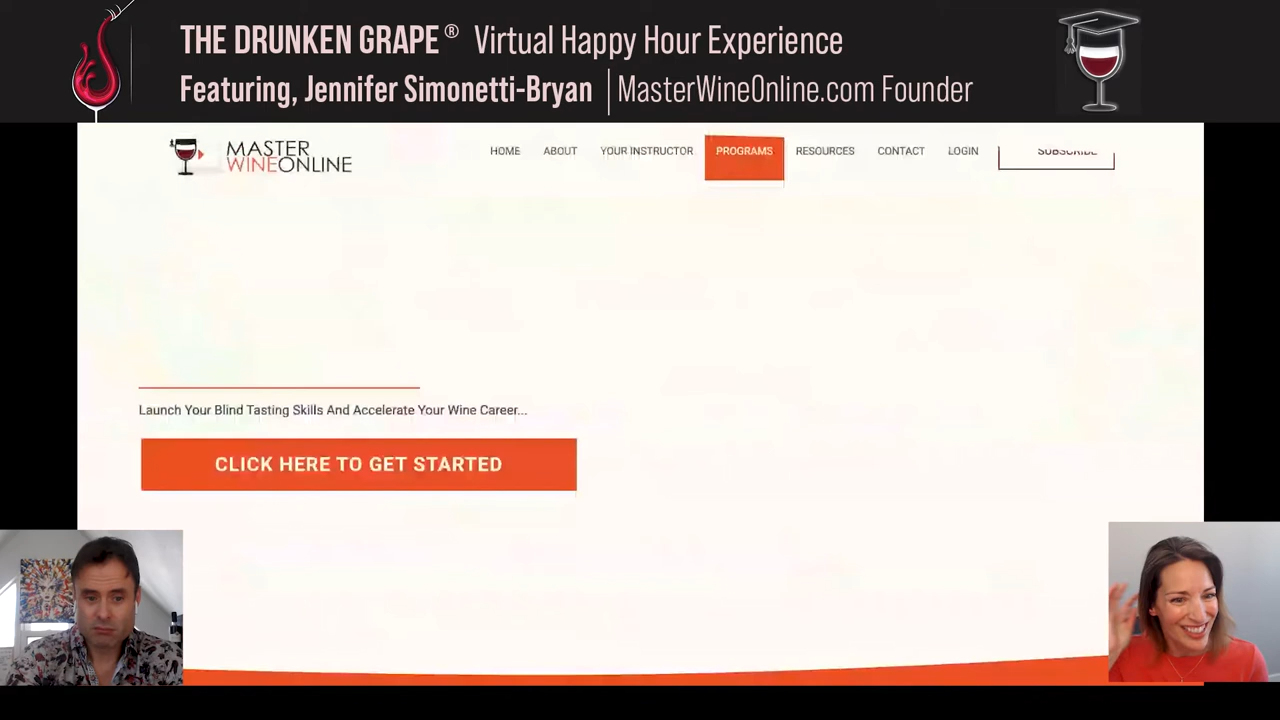 THE DRUNKEN GRAPE® Virtual Happy Hour Experience
Featuring, Jennifer Simonetti-Bryan | MasterWineOnline.com Founder
MASTER
WINEONLINE
HOME ABOUT YOUR INSTRUCTOR PROGRAMS RESOURCES CONTACT LOGIN SUBSCRIBE
Launch Your Blind Tasting Skills And Accelerate Your Wine Career...
CLICK HERE TO GET STARTED